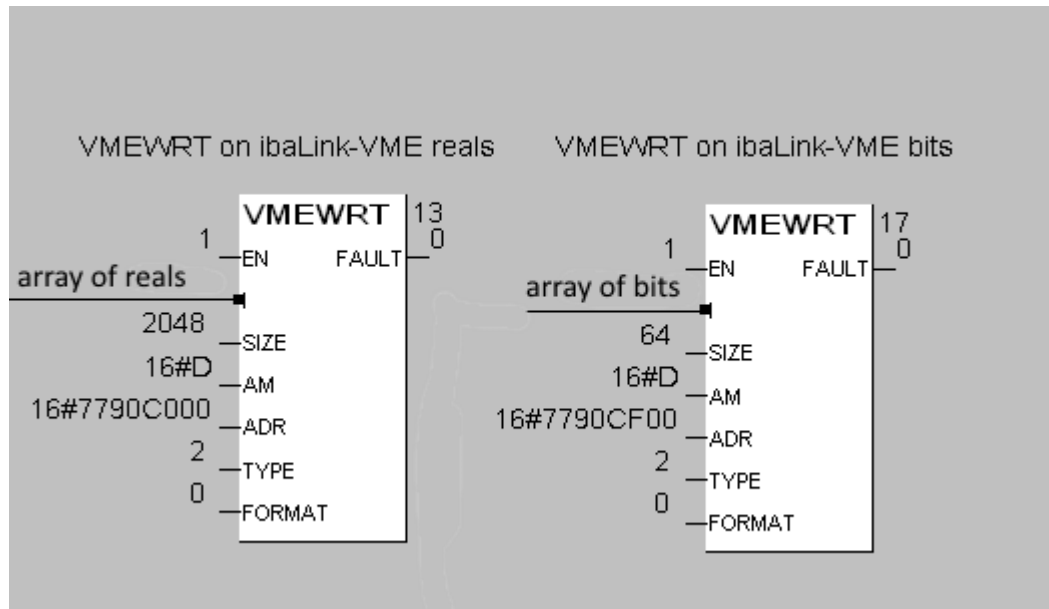 VMEWRT on ibaLink-VME reals
VMEWRT
13
1
EN
FAULT
0
array of reals
2048
SIZE
16#D
AM
16#7790C000
ADR
2
TYPE
0
FORMAT
VMEWRT on ibaLink-VME bits
VMEWRT
17
1
EN
FAULT
0
array of bits
64
SIZE
16#D
AM
16#7790CF00
ADR
2
TYPE
0
FORMAT